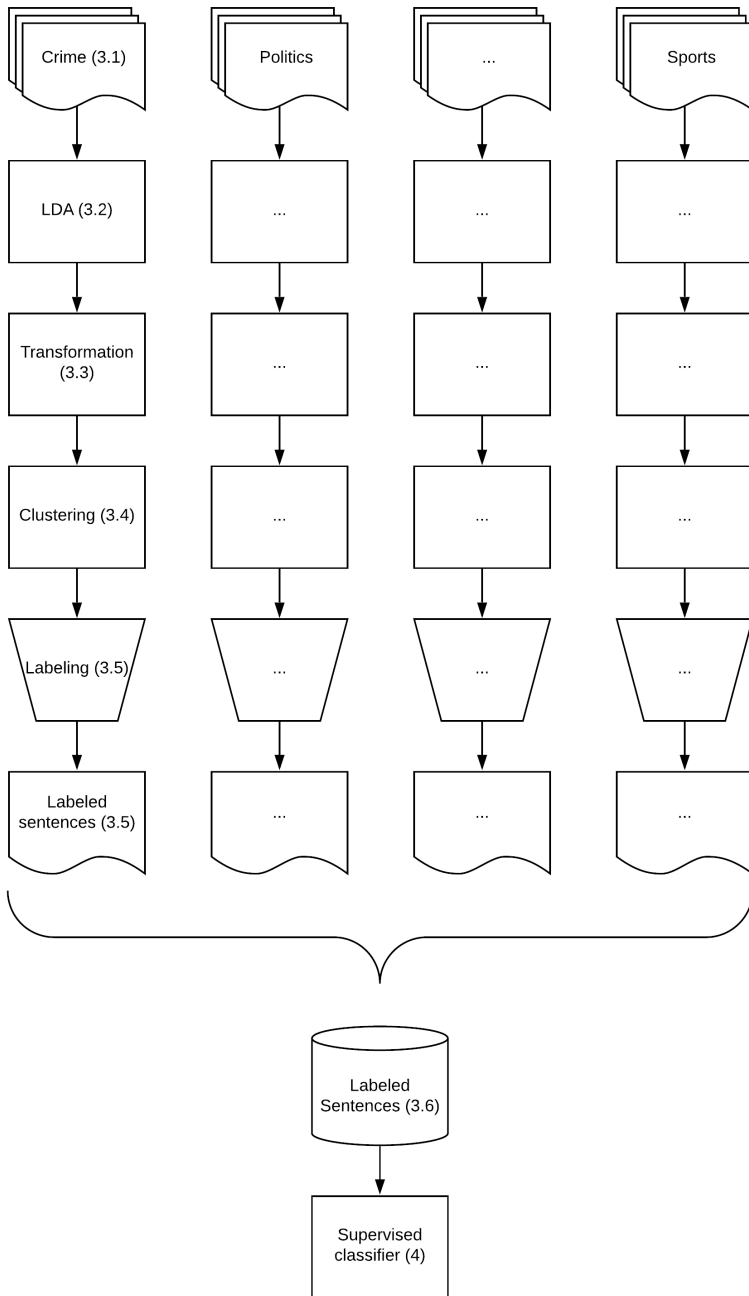 Crime (3.1)
Politics
...
Sports
LDA (3.2)
...
...
...
Transformation
(3.3)
...
...
...
Clustering (3.4)
...
...
...
Labeling (3.5)
...
...
...
Labeled
sentences (3.5)
...
...
...
Labeled
Sentences (3.6)
Supervised
classifier (4)